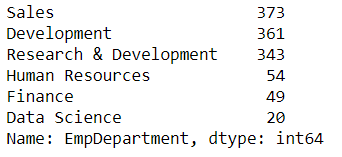 Sales 373
Development 361
Research & Development 343
Human Resources 54
Finance 49
Data Science 20
Name: EmpDepartment, dtype: int64